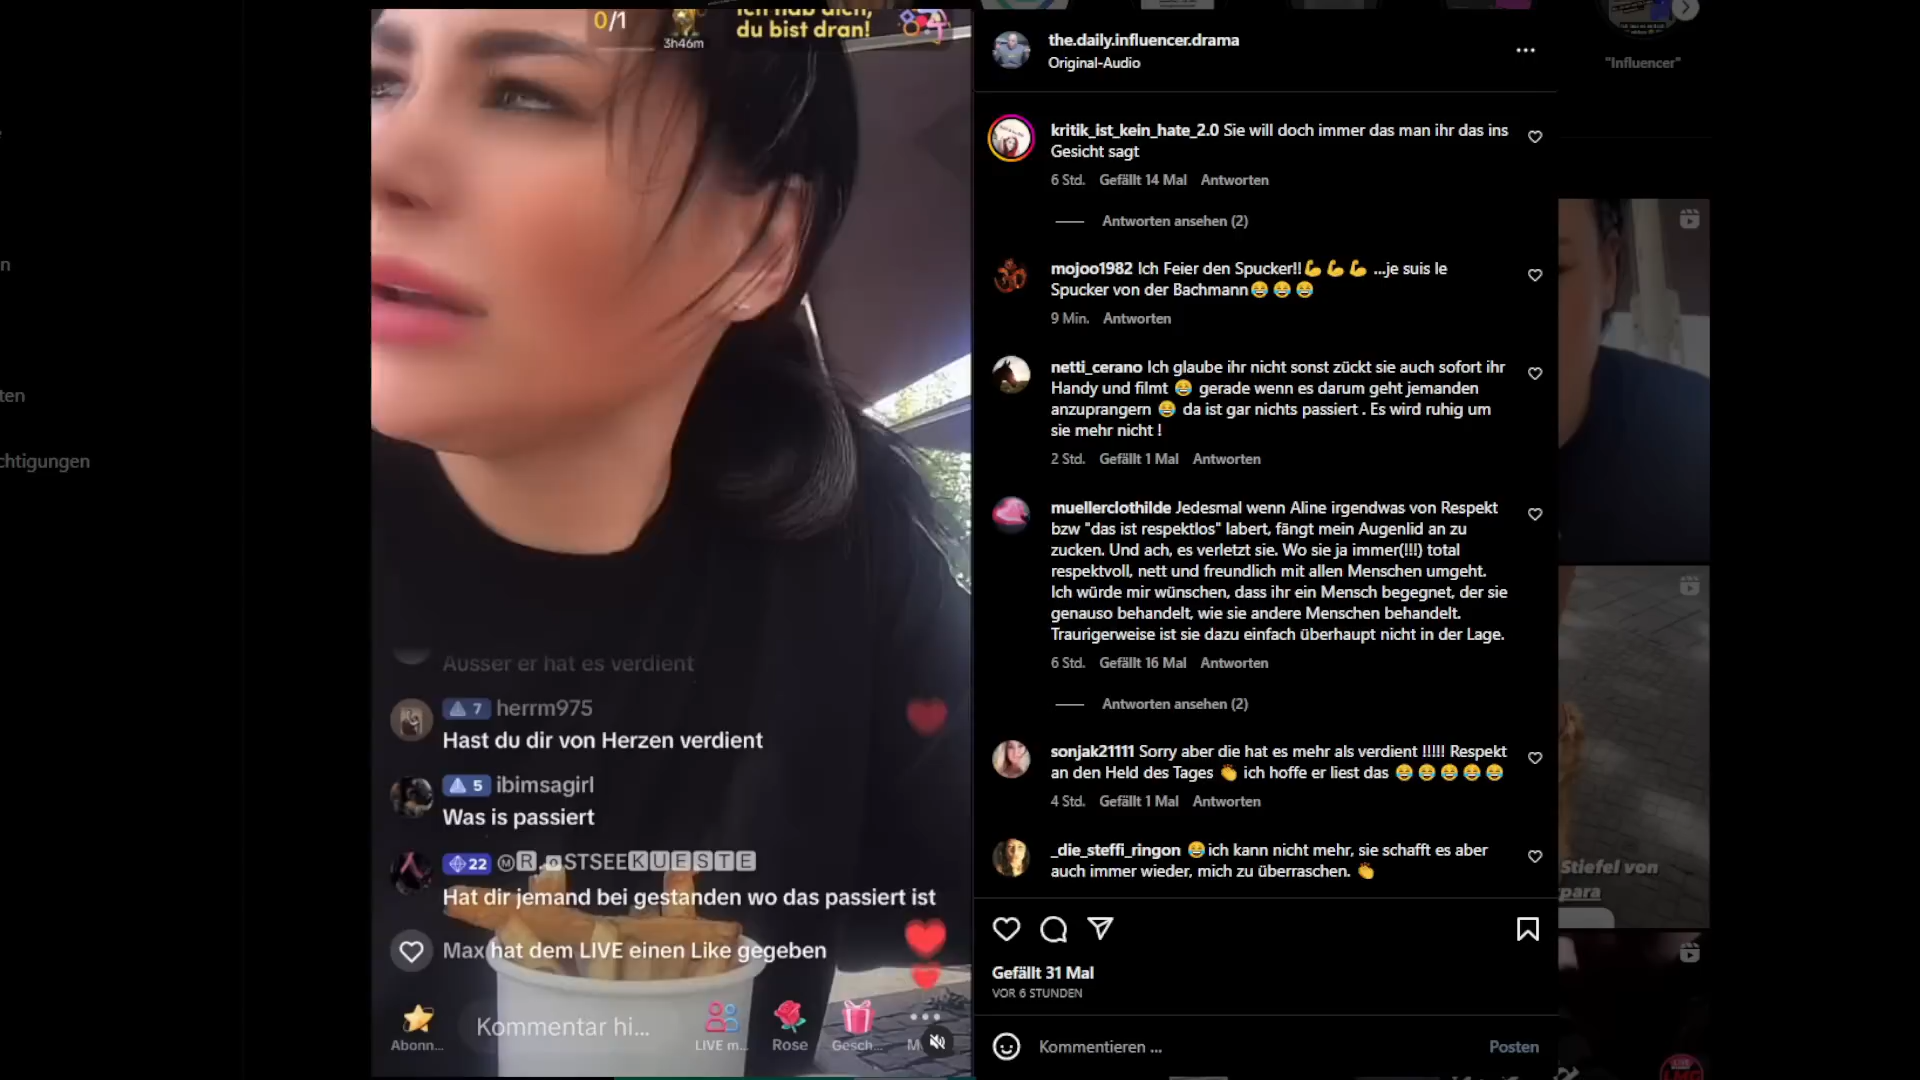 0/1
3h46m
Ich hab dich,
du bist dran!
Ausser er hat es verdient
7 herrm975
Hast du dir von Herzen verdient
5 ibimsagirl
Was is passiert
22 ⓂR.oSTSEEKUESTE
Hat dir jemand bei gestanden wo das passiert ist
Max hat dem LIVE einen Like gegeben
Kommentar hi...
Abonn...
LIVE m...
Rose
Gesch...
the.daily.influencer.drama
Original-Audio
kritik_ist_kein_hate_2.0 Sie will doch immer das man ihr das ins
Gesicht sagt
6 Std. Gefällt 14 Mal Antworten
Antworten ansehen (2)
mojoo1982 Ich Feier den Spucker!!💪💪💪 ...je suis le
Spucker von der Bachmann😂😂😂
9 Min. Antworten
netti_cerano Ich glaube ihr nicht sonst zückt sie auch sofort ihr
Handy und filmt 😂 gerade wenn es darum geht jemanden
anzuprangern 😂 da ist gar nichts passiert . Es wird ruhig um
sie mehr nicht !
2 Std. Gefällt 1 Mal Antworten
muellerclothilde Jedesmal wenn Aline irgendwas von Respekt
bzw "das ist respektlos" labert, fängt mein Augenlid an zu
zucken. Und ach, es verletzt sie. Wo sie ja immer(!!!) total
respektvoll, nett und freundlich mit allen Menschen umgeht.
Ich würde mir wünschen, dass ihr ein Mensch begegnet, der sie
genauso behandelt, wie sie andere Menschen behandelt.
Traurigerweise ist sie dazu einfach überhaupt nicht in der Lage.
6 Std. Gefällt 16 Mal Antworten
Antworten ansehen (2)
sonjak21111 Sorry aber die hat es mehr als verdient !!!!! Respekt
an den Held des Tages 👏 ich hoffe er liest das 😂😂😂😂😂
4 Std. Gefällt 1 Mal Antworten
_die_steffi_ringon 😂ich kann nicht mehr, sie schafft es aber
auch immer wieder, mich zu überraschen. 👏
Gefällt 31 Mal
VOR 6 STUNDEN
Kommentieren ...
Posten
"Influencer"
Stiefel von
para
n
ten
chtigungen